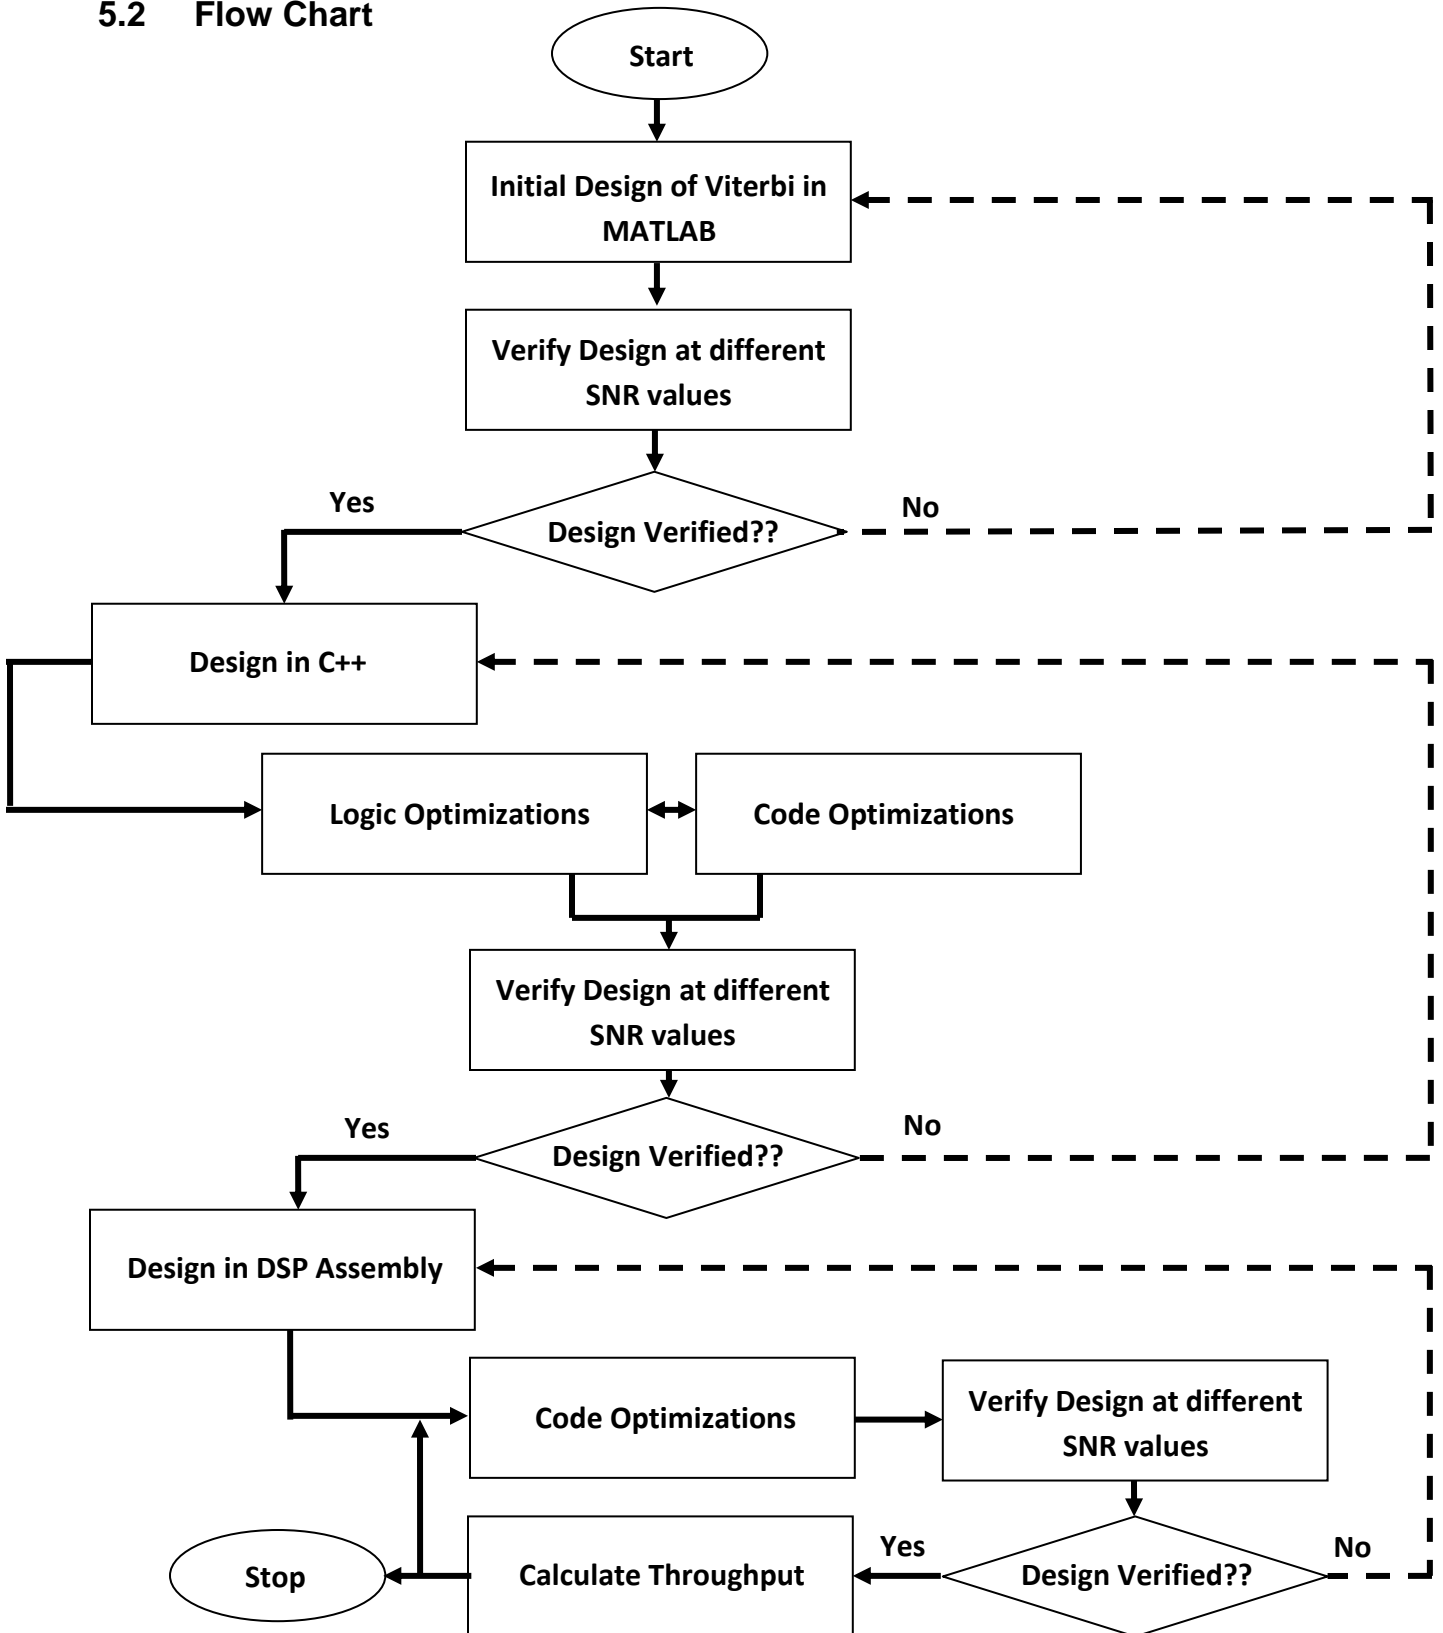 5.2 Flow Chart
Start
Initial Design of Viterbi in
MATLAB
Verify Design at different
SNR values
Yes
Design Verified??
No
Design in C++
Logic Optimizations
Code Optimizations
Verify Design at different
SNR values
Yes
Design Verified??
No
Design in DSP Assembly
Code Optimizations
Verify Design at different
SNR values
Stop
Calculate Throughput
Yes
Design Verified??
No